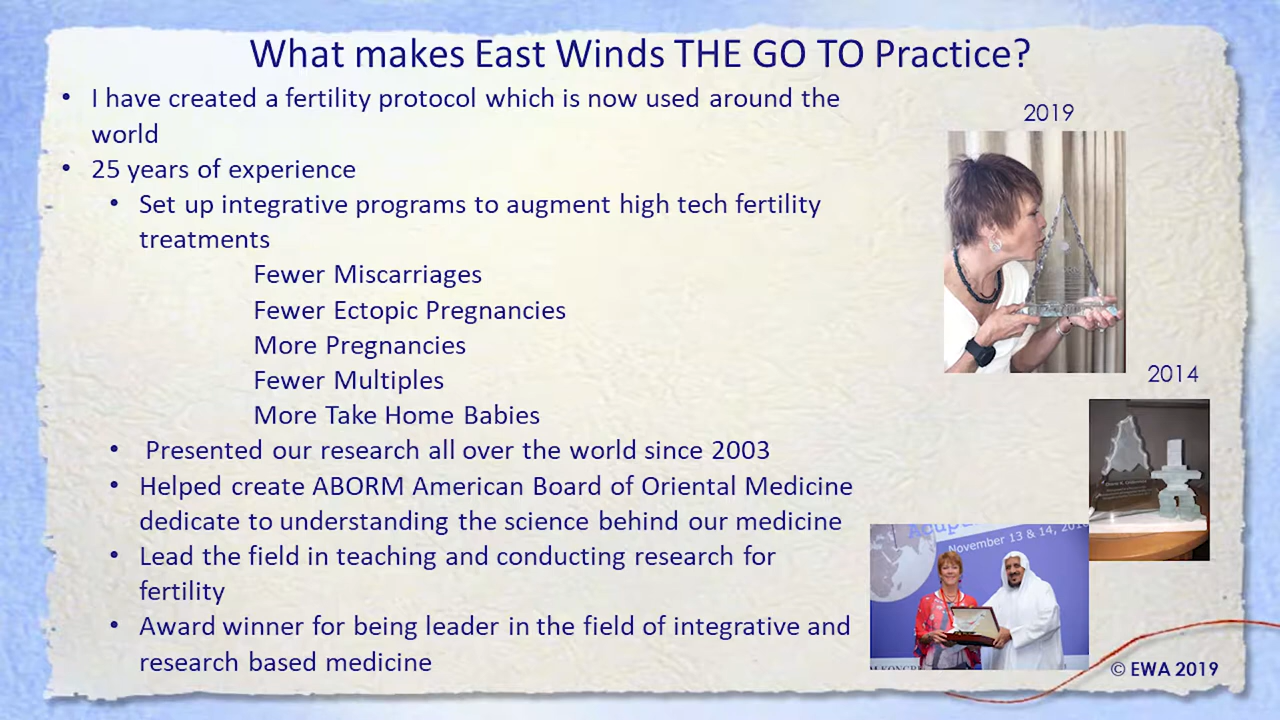 What makes East Winds THE GO TO Practice?
• I have created a fertility protocol which is now used around the
world
• 25 years of experience
• Set up integrative programs to augment high tech fertility
treatments
Fewer Miscarriages
Fewer Ectopic Pregnancies
More Pregnancies
Fewer Multiples
More Take Home Babies
• Presented our research all over the world since 2003
• Helped create ABORM American Board of Oriental Medicine
dedicate to understanding the science behind our medicine
• Lead the field in teaching and conducting research for
fertility
• Award winner for being leader in the field of integrative and
research based medicine
2019
2014
November 13 & 14,
© EWA 2019